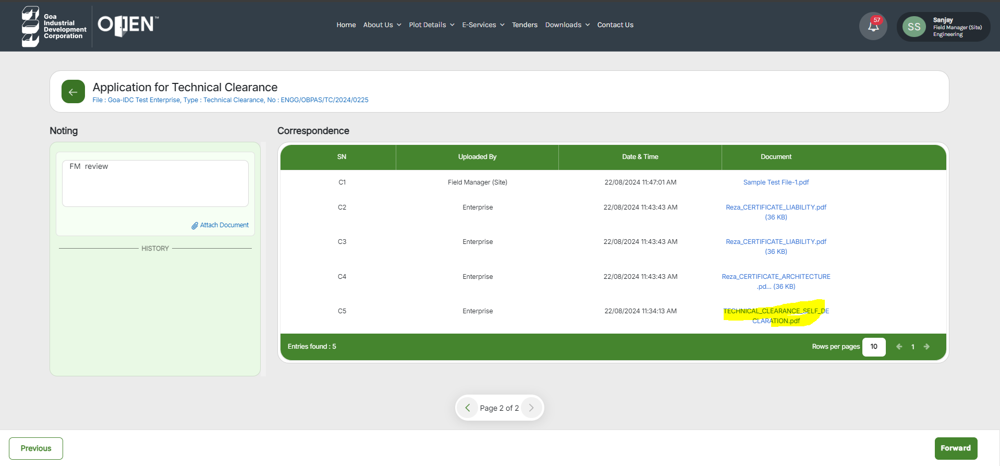 Goa
Industrial
Development
Corporation
OPEN™
Home
About Us
Plot Details
E-Services
Tenders
Downloads
Contact Us
57
SS
Sanjay
Field Manager (Site)
Engineering
Application for Technical Clearance
File : Goa-IDC Test Enterprise, Type : Technical Clearance, No : ENGG/OBPAS/TC/2024/0225
Noting
FM  review
Attach Document
HISTORY
Correspondence
SN Uploaded By Date & Time Document
C1 Field Manager (Site) 22/08/2024 11:47:01 AM Sample Test File-1.pdf
C2 Enterprise 22/08/2024 11:43:43 AM Reza_CERTIFICATE_LIABILITY.pdf
(36 KB)
C3 Enterprise 22/08/2024 11:43:43 AM Reza_CERTIFICATE_LIABILITY.pdf
(36 KB)
C4 Enterprise 22/08/2024 11:43:43 AM Reza_CERTIFICATE_ARCHITECTURE
.pd... (36 KB)
C5 Enterprise 22/08/2024 11:34:13 AM TECHNICAL_CLEARANCE_SELF_DE
CLARATION.pdf
Entries found : 5
Rows per pages 10 1
Page 2 of 2
Previous
Forward